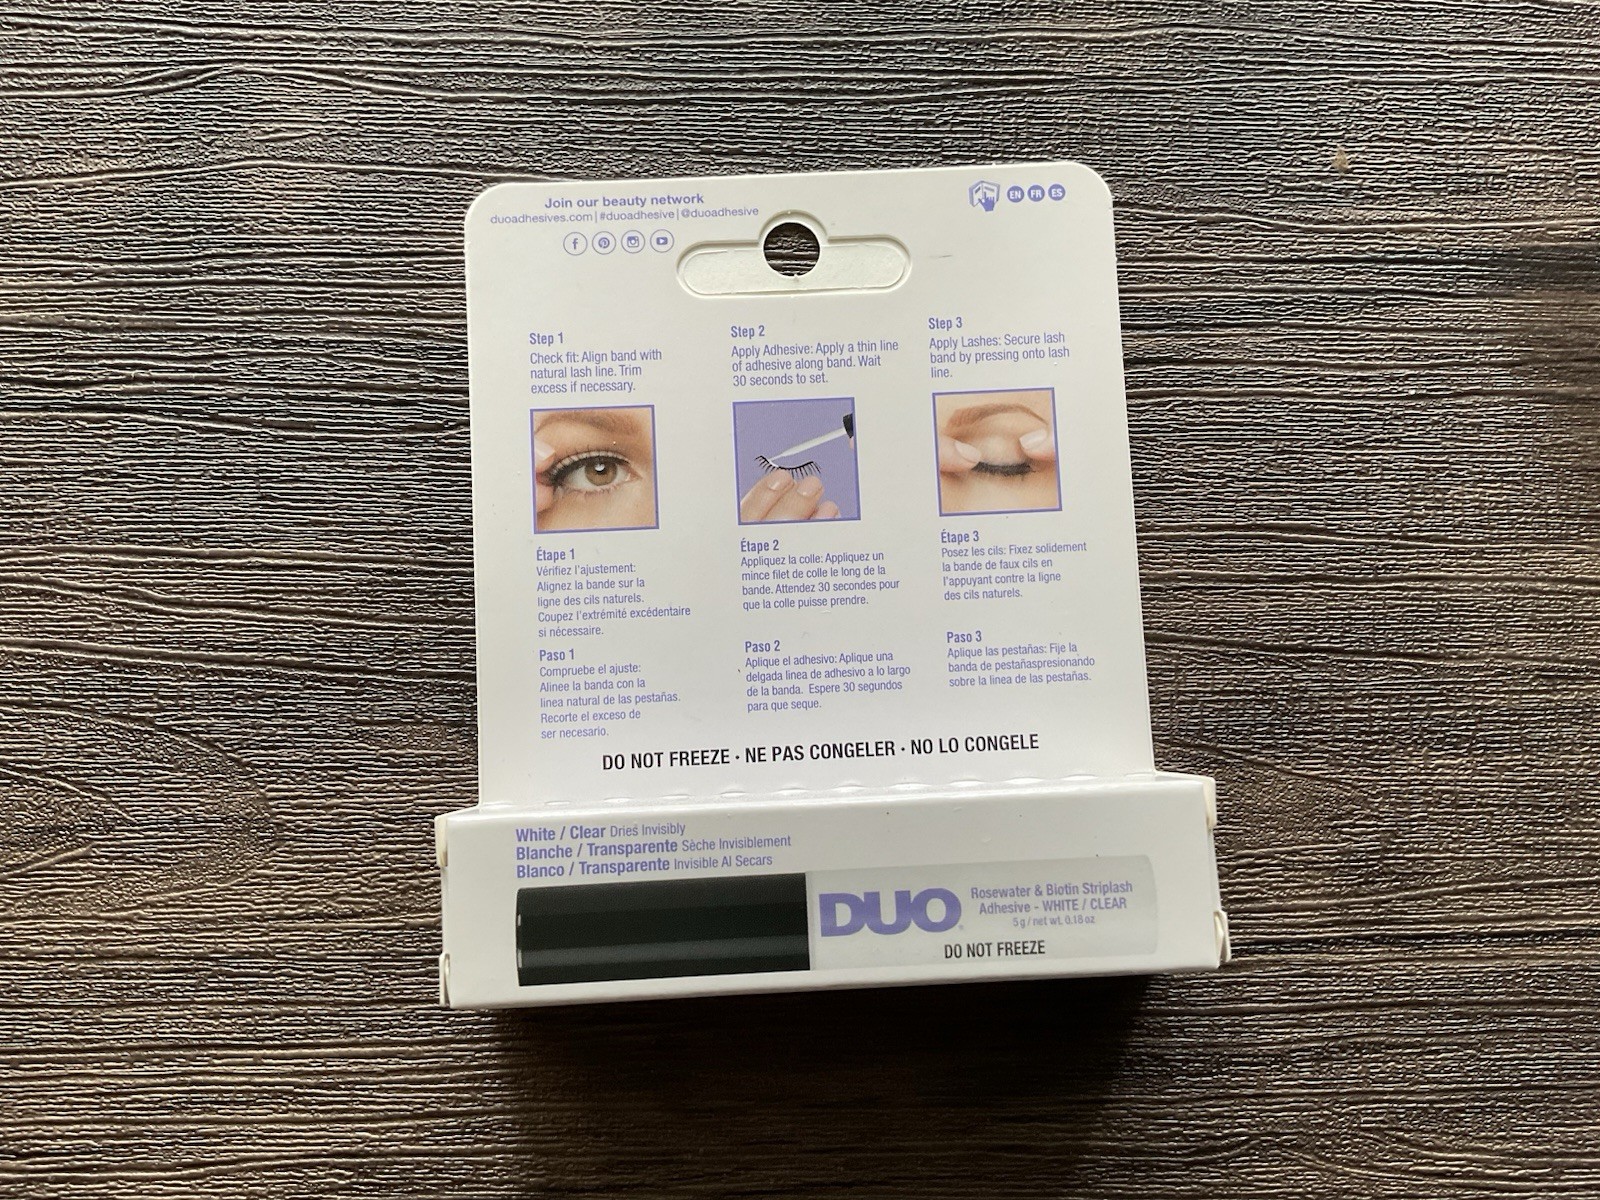 Join our beauty network
duoadhesives.com | #duoadhesive | @duoadhesive
EN FR ES
Step 1
Check fit: Align band with
natural lash line. Trim
excess if necessary.
Step 2
Apply Adhesive: Apply a thin line
of adhesive along band. Wait
30 seconds to set.
Step 3
Apply Lashes: Secure lash
band by pressing onto lash
line.
Étape 1
Vérifiez l'ajustement:
Alignez la bande sur la
ligne des cils naturels.
Coupez l'extrémité excédentaire
si nécessaire.
Étape 2
Appliquez la colle: Appliquez un
mince filet de colle le long de la
bande. Attendez 30 secondes pour
que la colle puisse prendre.
Étape 3
Posez les cils: Fixez solidement
la bande de faux cils en
l'appuyant contre la ligne
des cils naturels.
Paso 1
Compruebe el ajuste:
Alinee la banda con la
línea natural de las pestañas.
Recorte el exceso de
ser necesario.
Paso 2
Aplique el adhesivo: Aplique una
delgada línea de adhesivo a lo largo
de la banda. Espere 30 segundos
para que seque.
Paso 3
Aplique las pestañas: Fije la
banda de pestañaspresionando
sobre la línea de las pestañas.
DO NOT FREEZE • NE PAS CONGELER • NO LO CONGELE
White / Clear Dries Invisibly
Blanche / Transparente Sèche Invisiblement
Blanco / Transparente Invisible Al Secars
DUO
Rosewater & Biotin Striplash
Adhesive - WHITE / CLEAR
5 g / net wt. 0.18 oz
DO NOT FREEZE